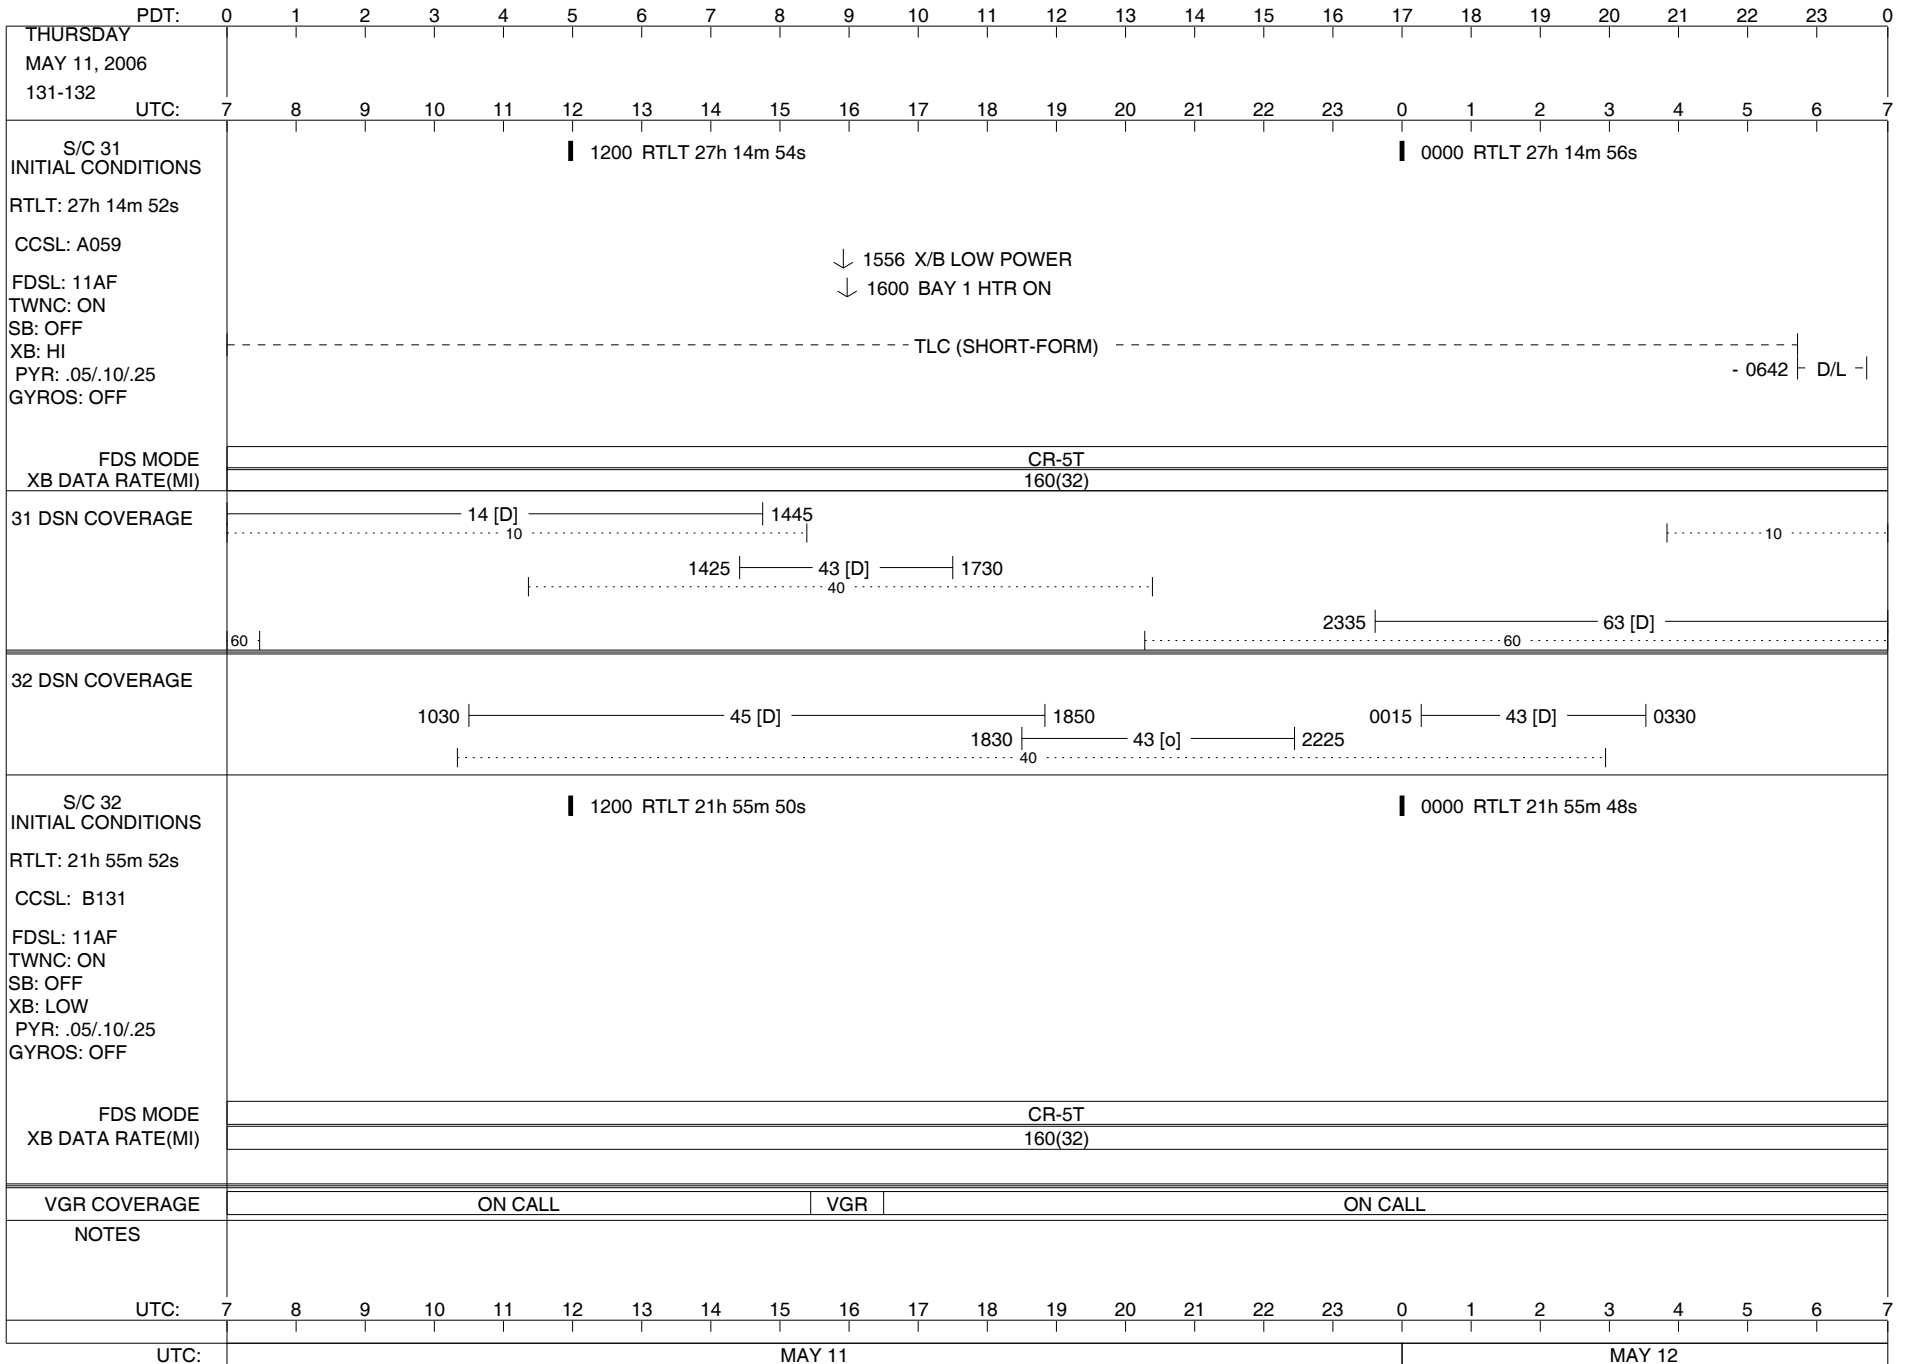 PDT: 0 1 2 3 4 5 6 7 8 9 10 11 12 13 14 15 16 17 18 19 20 21 22 23 0
THURSDAY
MAY 11, 2006
131-132
UTC: 7 8 9 10 11 12 13 14 15 16 17 18 19 20 21 22 23 0 1 2 3 4 5 6 7
S/C 31
INITIAL CONDITIONS
1200 RTLT 27h 14m 54s 0000 RTLT 27h 14m 56s
RTLT: 27h 14m 52s
CCSL: A059
1556 X/B LOW POWER
FDSL: 11AF
1600 BAY 1 HTR ON
TWNC: ON
SB: OFF
XB: HI
TLC (SHORT-FORM)
PYR: .05/.10/.25
- 0642 D/L
GYROS: OFF
FDS MODE CR-5T
XB DATA RATE(MI) 160(32)
31 DSN COVERAGE
14 [D] 1445
10 10
1425 43 [D] 1730
40
2335 63 [D]
60 60
32 DSN COVERAGE
1030 45 [D] 1850 0015 43 [D] 0330
1830 43 [o] 2225
40
S/C 32
INITIAL CONDITIONS
1200 RTLT 21h 55m 50s 0000 RTLT 21h 55m 48s
RTLT: 21h 55m 52s
CCSL: B131
FDSL: 11AF
TWNC: ON
SB: OFF
XB: LOW
PYR: .05/.10/.25
GYROS: OFF
FDS MODE CR-5T
XB DATA RATE(MI) 160(32)
VGR COVERAGE ON CALL VGR ON CALL
NOTES
UTC: 7 8 9 10 11 12 13 14 15 16 17 18 19 20 21 22 23 0 1 2 3 4 5 6 7
UTC: MAY 11 MAY 12